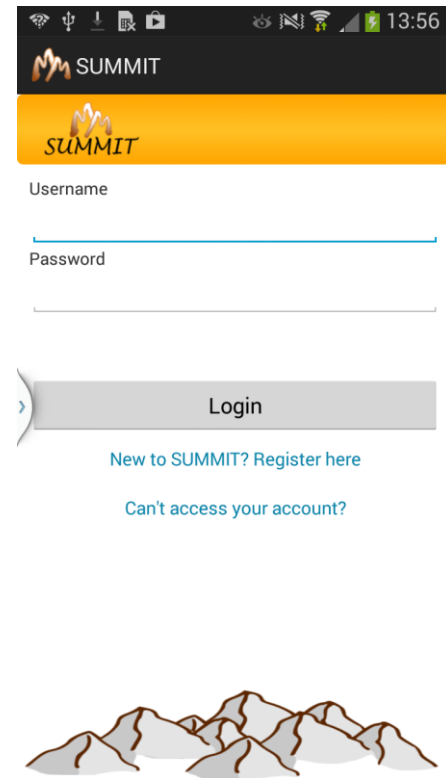 13:56
SUMMIT
SUMMIT
Username
Password
Login
New to SUMMIT? Register here
Can't access your account?